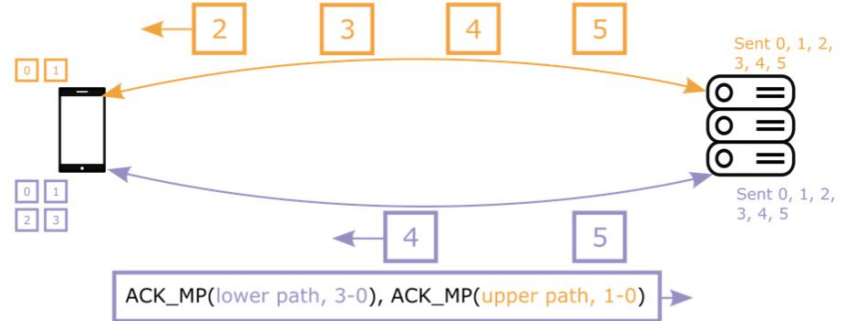 2 3 4 5
Sent 0, 1, 2,
3, 4, 5
0 1
0 1
2 3
Sent 0, 1, 2,
3, 4, 5
4 5
ACK_MP(lower path, 3-0), ACK_MP(upper path, 1-0)